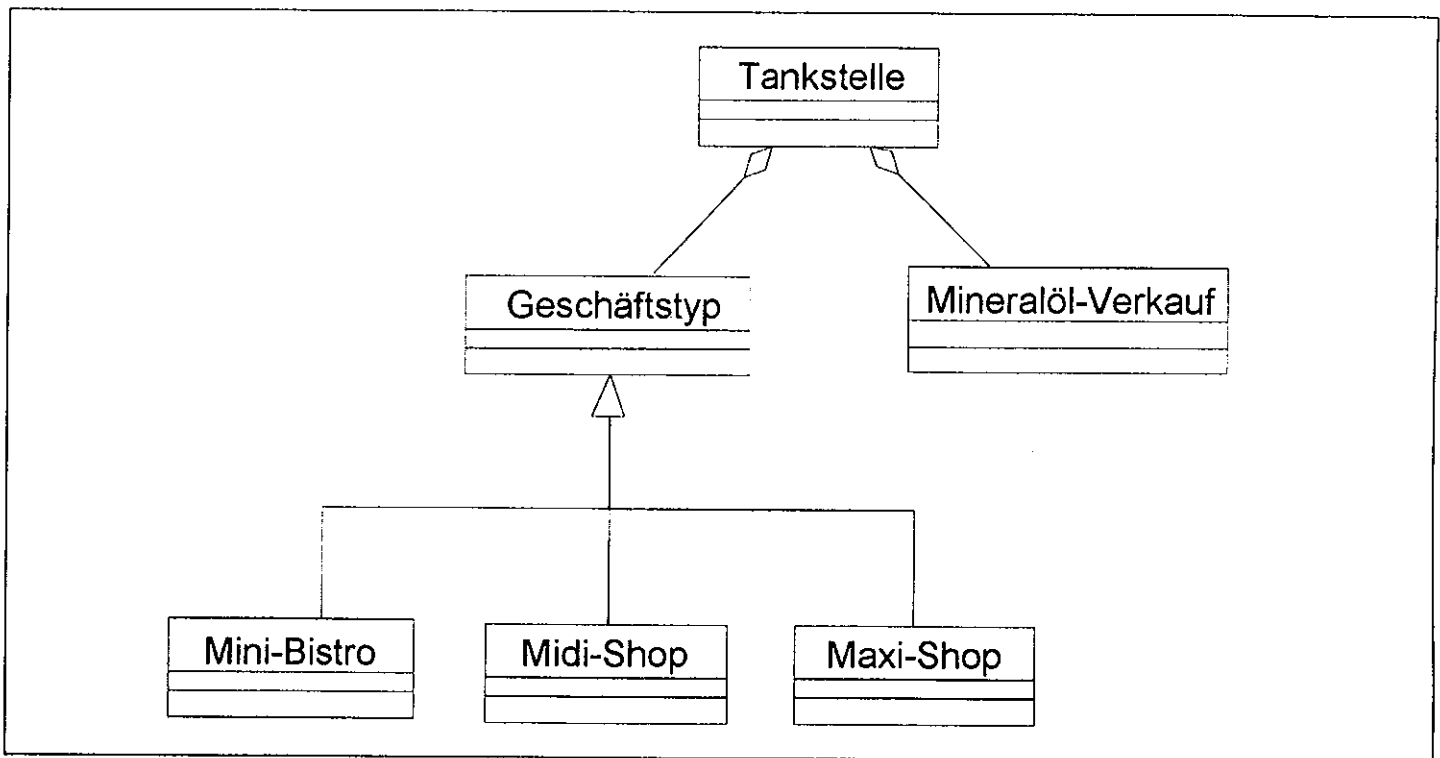 Tankstelle
Geschäftstyp
Mineralöl-Verkauf
Mini-Bistro
Midi-Shop
Maxi-Shop